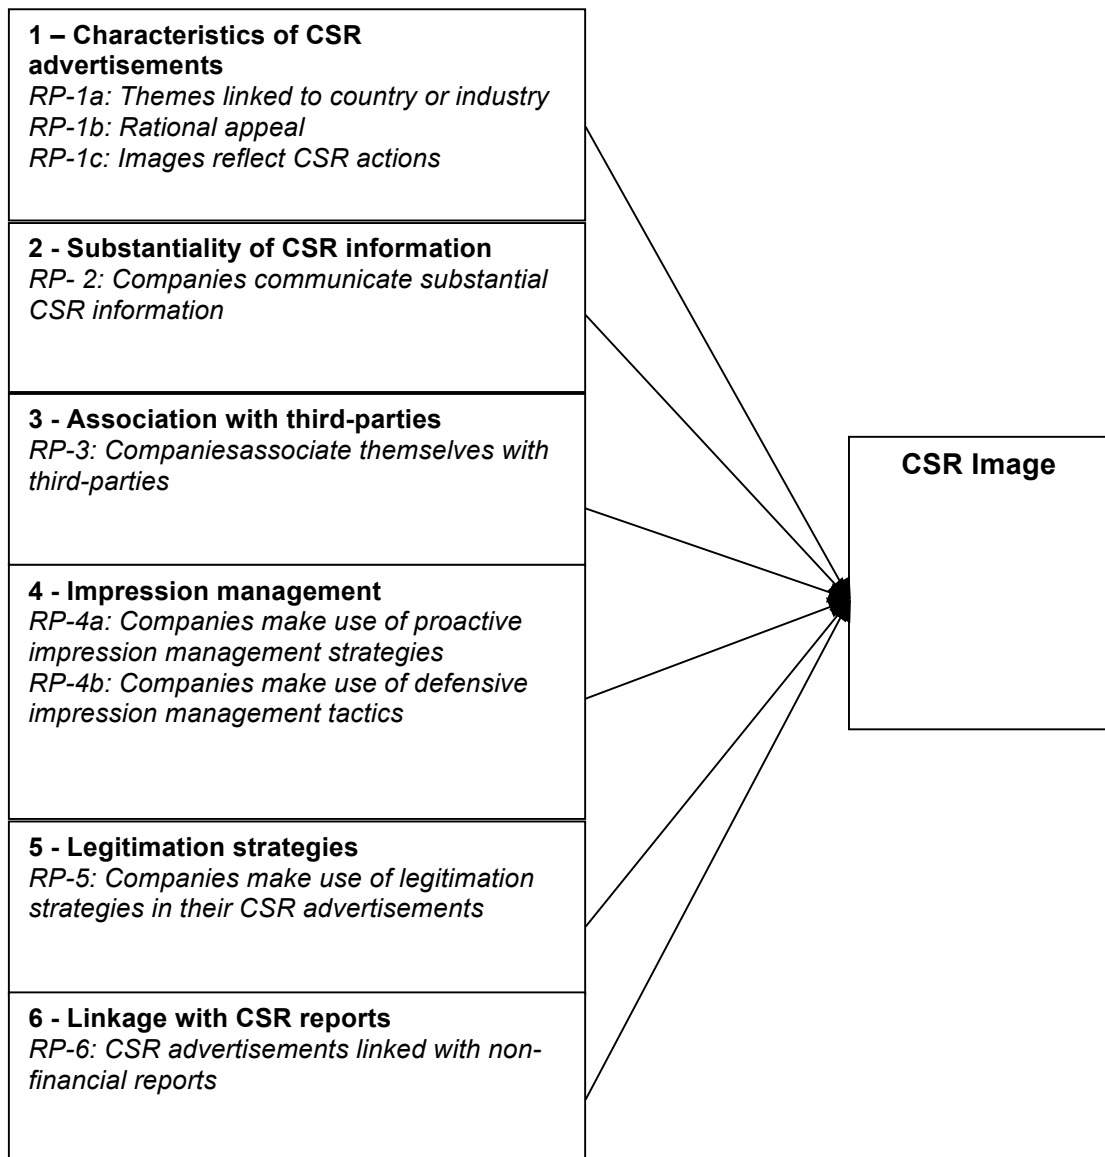 1 – Characteristics of CSR
advertisements
RP-1a: Themes linked to country or industry
RP-1b: Rational appeal
RP-1c: Images reflect CSR actions
2 - Substantiality of CSR information
RP- 2: Companies communicate substantial
CSR information
3 - Association with third-parties
RP-3: Companiesassociate themselves with
third-parties
4 - Impression management
RP-4a: Companies make use of proactive
impression management strategies
RP-4b: Companies make use of defensive
impression management tactics
5 - Legitimation strategies
RP-5: Companies make use of legitimation
strategies in their CSR advertisements
6 - Linkage with CSR reports
RP-6: CSR advertisements linked with non-
financial reports
CSR Image